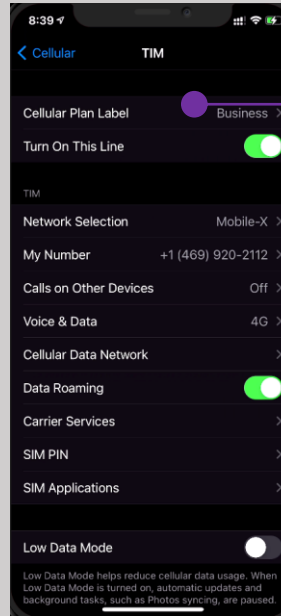 8:39
Cellular
TIM
Cellular Plan Label Business
Turn On This Line
TIM
Network Selection Mobile-X
My Number +1 (469) 920-2112
Calls on Other Devices Off
Voice & Data 4G
Cellular Data Network
Data Roaming
Carrier Services
SIM PIN
SIM Applications
Low Data Mode
Low Data Mode helps reduce cellular data usage. When
Low Data Mode is turned on, automatic updates and
background tasks, such as Photos syncing, are paused.